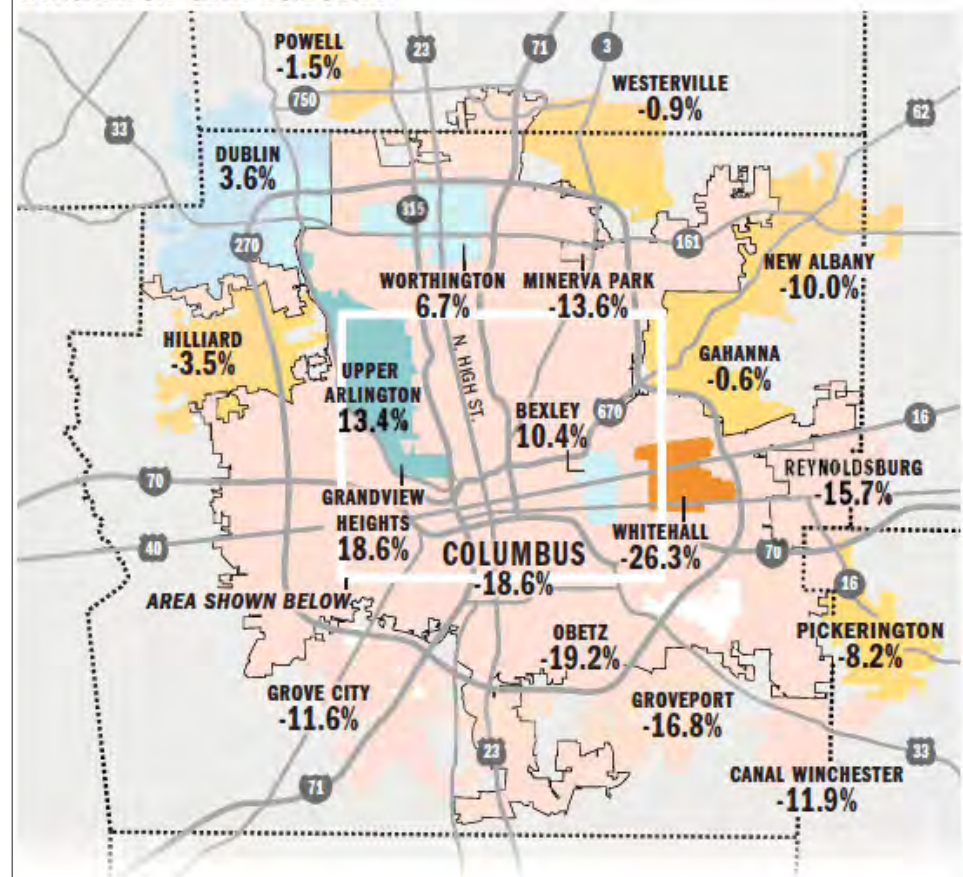 POWELL
-1.5%
23
71
3
WESTERVILLE
-0.9%
750
33
62
DUBLIN
3.6%
315
270
161
WORTHINGTON
6.7%
MINERVA PARK
-13.6%
NEW ALBANY
-10.0%
HILLIARD
-3.5%
N. HIGH ST.
GAHANNA
-0.6%
UPPER
ARLINGTON
13.4%
BEXLEY
10.4%
670
16
70
REYNOLDSBURG
-15.7%
GRANDVIEW
HEIGHTS
18.6%
40
COLUMBUS
-18.6%
WHITEHALL
-26.3%
70
16
AREA SHOWN BELOW
OBETZ
-19.2%
PICKERINGTON
-8.2%
GROVE CITY
-11.6%
GROVEPORT
-16.8%
23
33
71
CANAL WINCHESTER
-11.9%